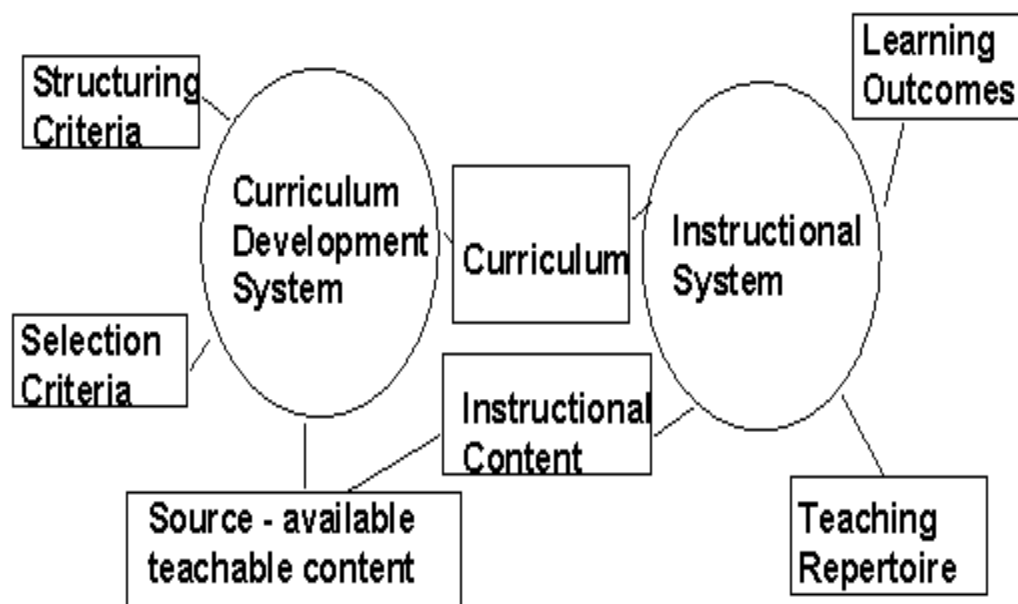 Structuring
Criteria
Curriculum
Development
System
Selection
Criteria
Source - available
teachable content
Curriculum
Instructional
Content
Instructional
System
Learning
Outcomes
Teaching
Repertoire